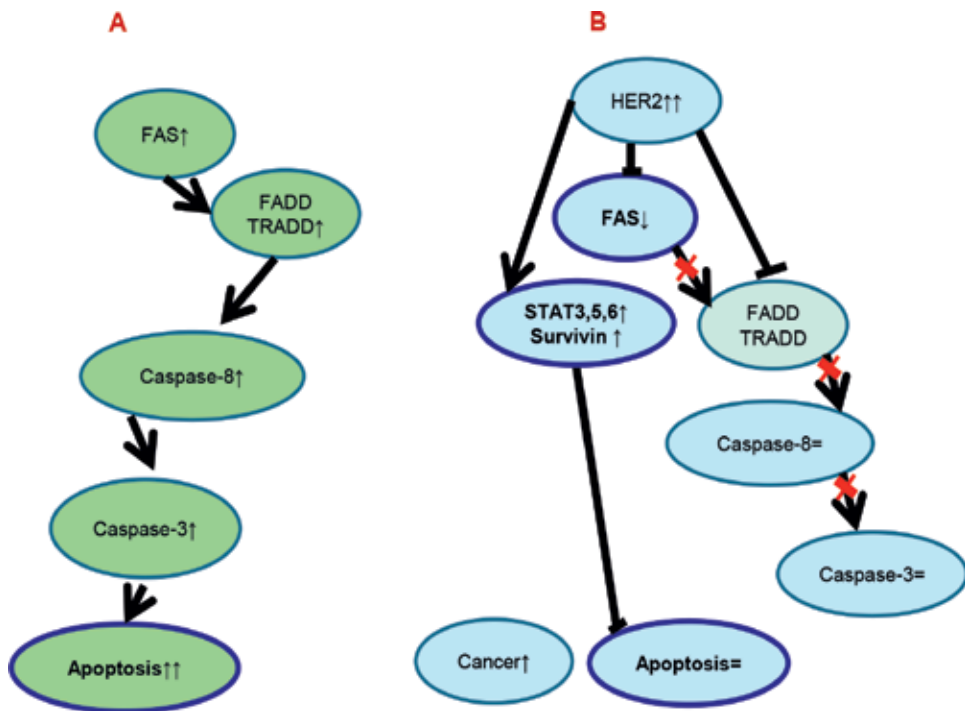 A
FAS↑
FADD
TRADD↑
Caspase-8↑
Caspase-3↑
Apoptosis↑↑
B
HER2↑↑
FAS↓
STAT3,5,6↑
Survivin ↑
FADD
TRADD
Caspase-8=
Caspase-3=
Cancer↑
Apoptosis=